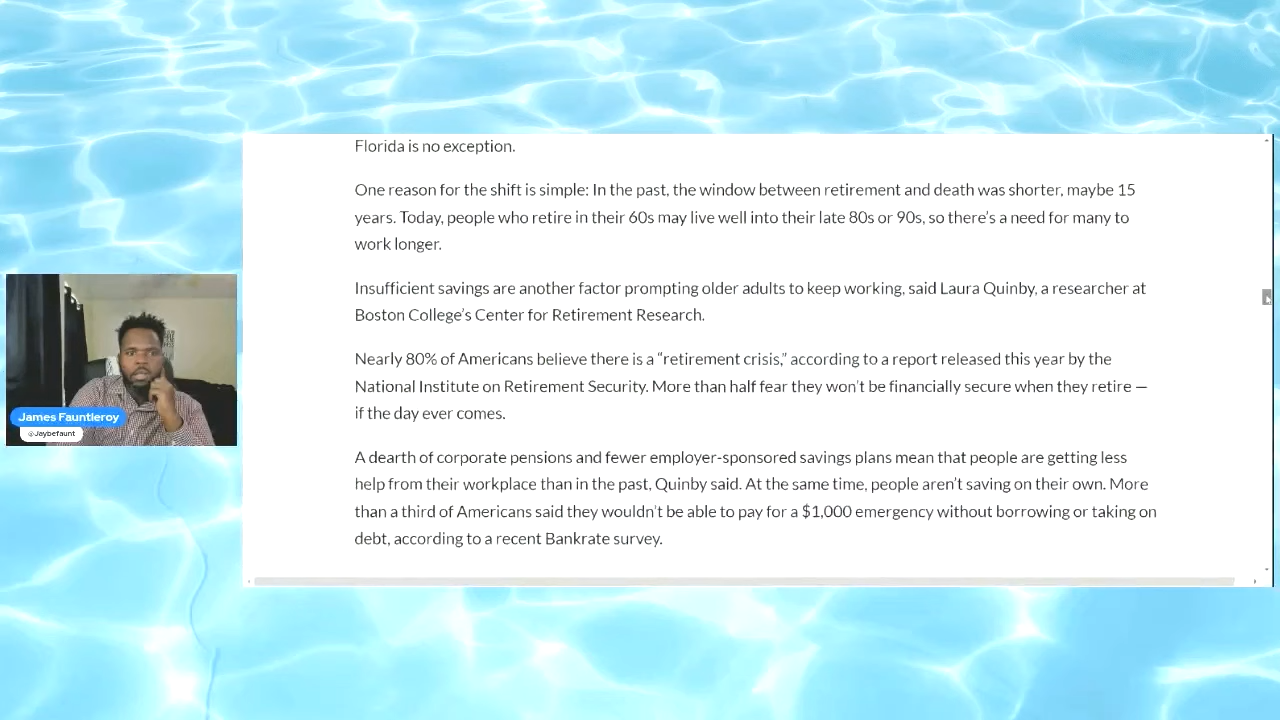 Florida is no exception.
One reason for the shift is simple: In the past, the window between retirement and death was shorter, maybe 15
years. Today, people who retire in their 60s may live well into their late 80s or 90s, so there’s a need for many to
work longer.
Insufficient savings are another factor prompting older adults to keep working, said Laura Quinby, a researcher at
Boston College’s Center for Retirement Research.
Nearly 80% of Americans believe there is a “retirement crisis,” according to a report released this year by the
National Institute on Retirement Security. More than half fear they won’t be financially secure when they retire —
if the day ever comes.
A dearth of corporate pensions and fewer employer-sponsored savings plans mean that people are getting less
help from their workplace than in the past, Quinby said. At the same time, people aren’t saving on their own. More
than a third of Americans said they wouldn’t be able to pay for a $1,000 emergency without borrowing or taking on
debt, according to a recent Bankrate survey.
James Fauntleroy
@Jaybefaunt